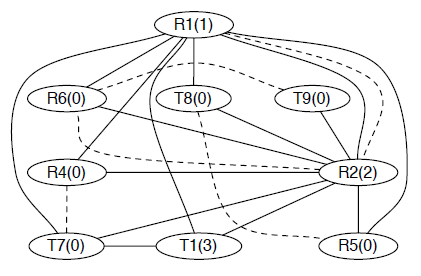 R1(1)
R6(0) T8(0) T9(0)
R4(0) R2(2)
T7(0) T1(3) R5(0)